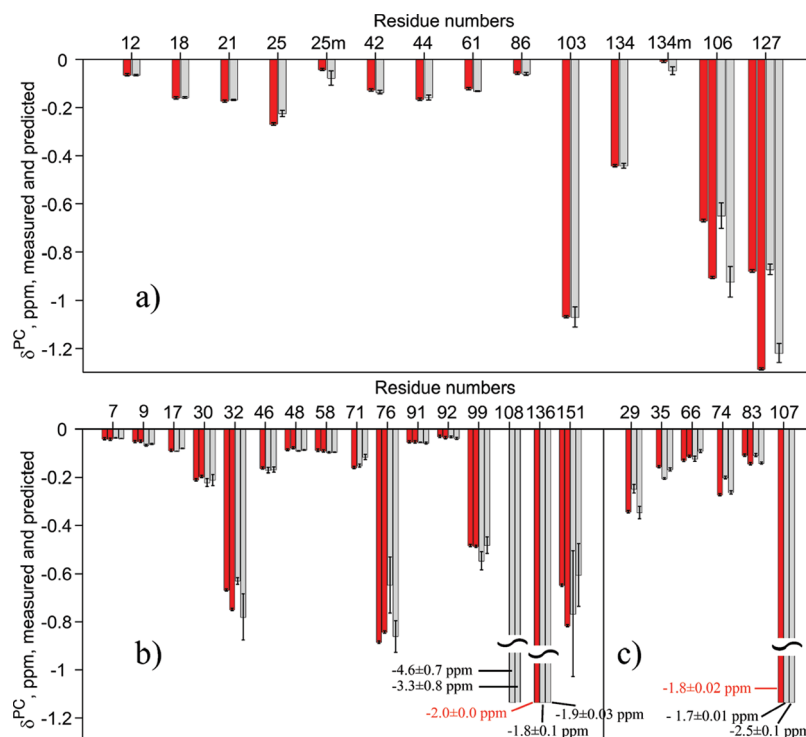 Residue numbers
12 18 21 25 25m 42 44 61 86 103 134 134m 106 127
0
-0.2
-0.4
-0.6
-0.8
-1
-1.2
δPC, ppm, measured and predicted
a)
Residue numbers
7 9 17 30 32 46 48 58 71 76 91 92 99 108 136 151
29 35 66 74 83 107
0
-0.2
-0.4
-0.6
-0.8
-1
-1.2
δPC, ppm, measured and predicted
b)
c)
-4.6±0.7 ppm
-3.3±0.8 ppm
-2.0±0.0 ppm
-1.9±0.03 ppm
-1.8±0.1 ppm
-1.8±0.02 ppm
- 1.7±0.01 ppm
-2.5±0.1 ppm